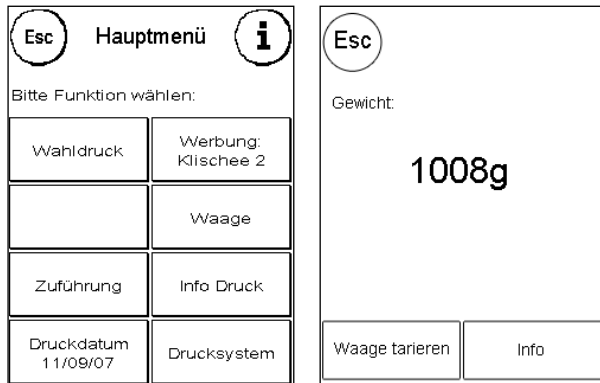 Esc Hauptmenü i
Bitte Funktion wählen:
Wahldruck
Werbung:
Klischee 2
Waage
Zuführung
Info Druck
Druckdatum
11/09/07
Drucksystem
Esc
Gewicht:
1008g
Waage tarieren
Info